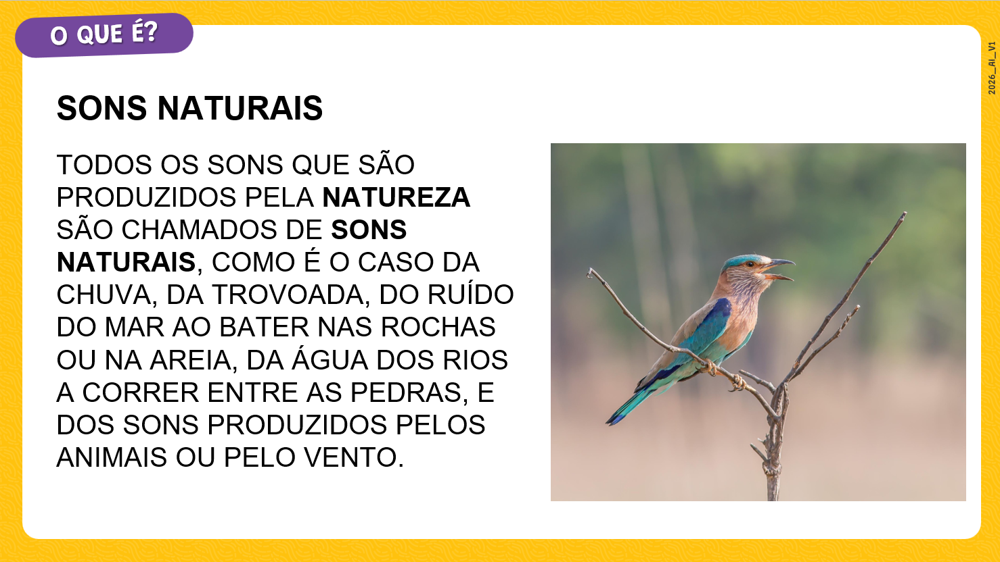 O QUE É?
2026_AI_V1
SONS NATURAIS
TODOS OS SONS QUE SÃO
PRODUZIDOS PELA NATUREZA
SÃO CHAMADOS DE SONS
NATURAIS, COMO É O CASO DA
CHUVA, DA TROVOADA, DO RUÍDO
DO MAR AO BATER NAS ROCHAS
OU NA AREIA, DA ÁGUA DOS RIOS
A CORRER ENTRE AS PEDRAS, E
DOS SONS PRODUZIDOS PELOS
ANIMAIS OU PELO VENTO.